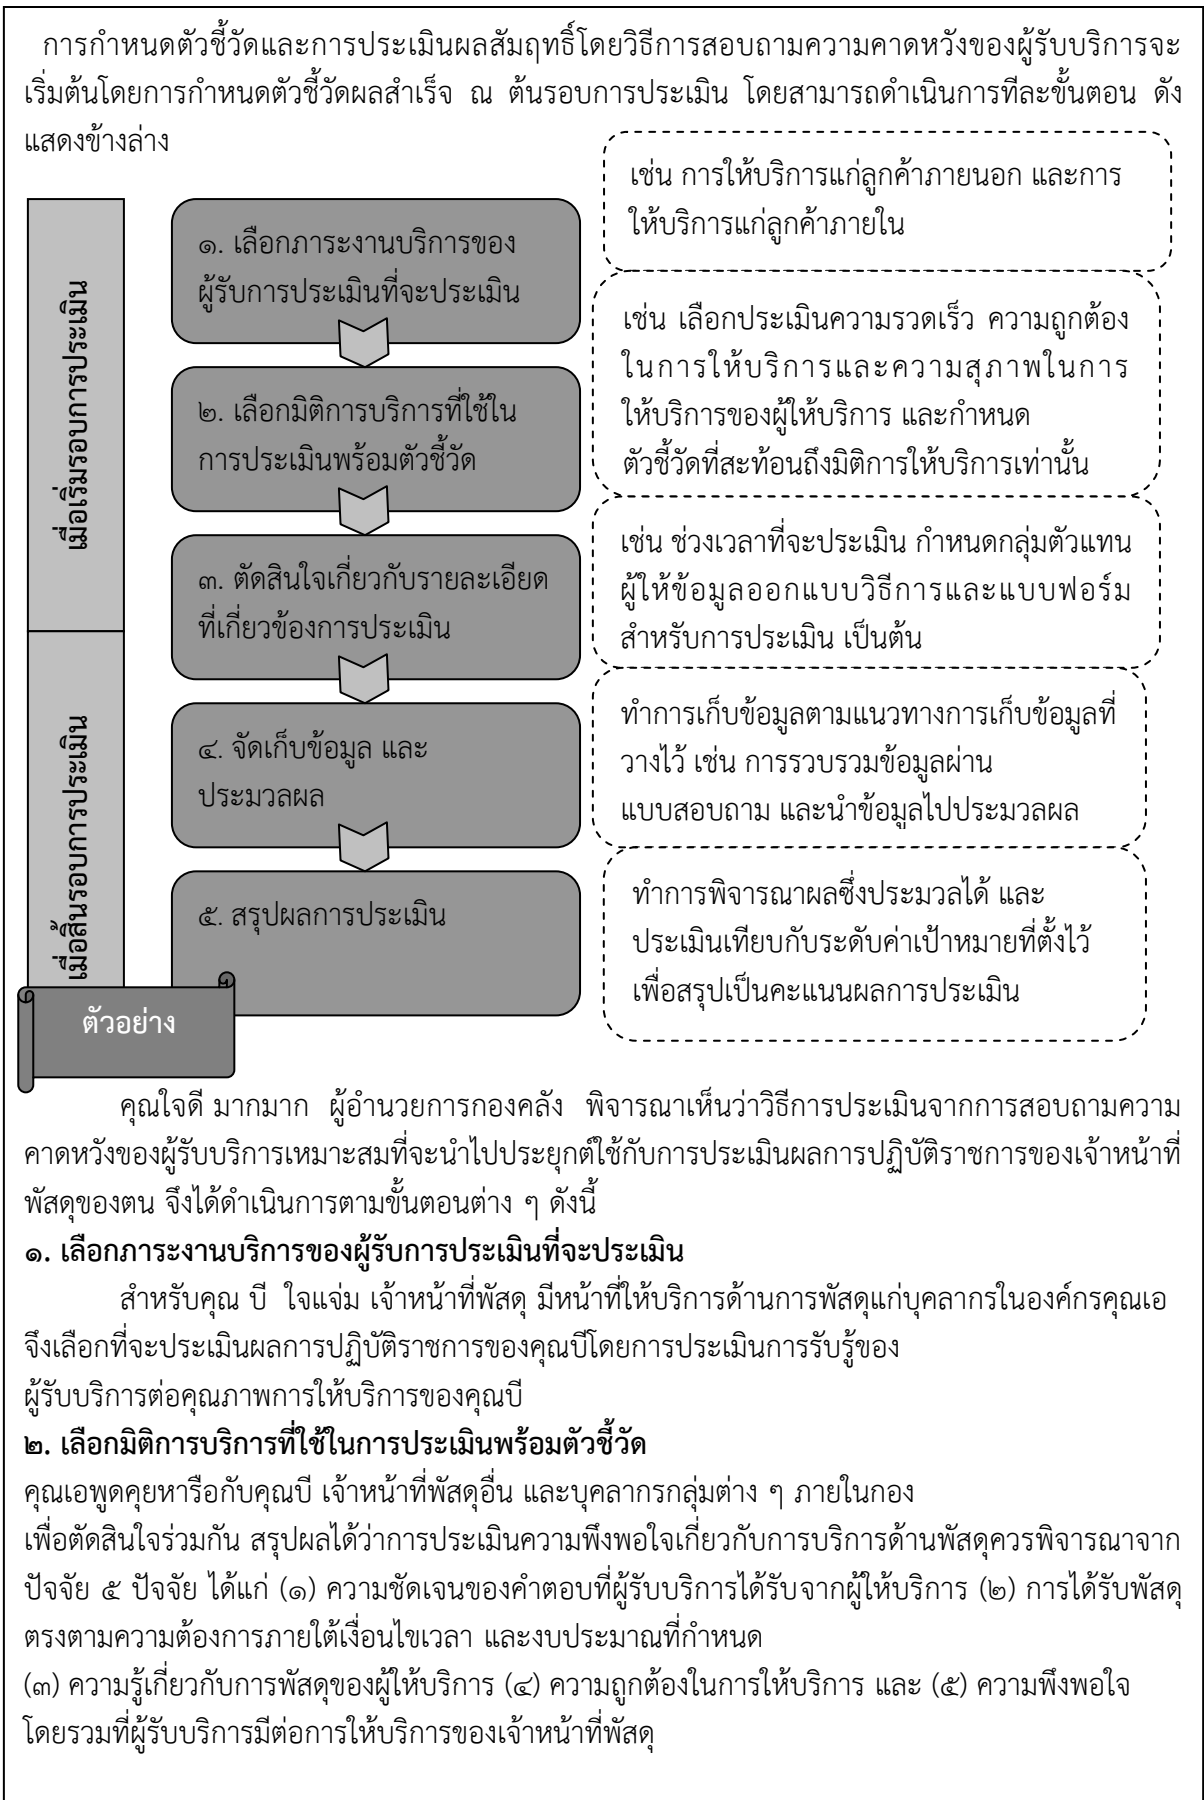 การกำหนดตัวชี้วัดและการประเมินผลสัมฤทธิ์โดยวิธีการสอบถามความคาดหวังของผู้รับบริการจะ
เริ่มต้นโดยการกำหนดตัวชี้วัดผลสำเร็จ ณ ต้นรอบการประเมิน โดยสามารถดำเนินการทีละขั้นตอน ดัง
แสดงข้างล่าง
เมื่อเริ่มรอบการประเมิน
๑. เลือกภาระงานบริการของ
ผู้รับการประเมินที่จะประเมิน
เช่น การให้บริการแก่ลูกค้าภายนอก และการ
ให้บริการแก่ลูกค้าภายใน
๒. เลือกมิติการบริการที่ใช้ใน
การประเมินพร้อมตัวชี้วัด
เช่น เลือกประเมินความรวดเร็ว ความถูกต้อง
ในการให้บริการและความสุภาพในการ
ให้บริการของผู้ให้บริการ และกำหนด
ตัวชี้วัดที่สะท้อนถึงมิติการให้บริการเท่านั้น
๓. ตัดสินใจเกี่ยวกับรายละเอียด
ที่เกี่ยวข้องการประเมิน
เช่น ช่วงเวลาที่จะประเมิน กำหนดกลุ่มตัวแทน
ผู้ให้ข้อมูลออกแบบวิธีการและแบบฟอร์ม
สำหรับการประเมิน เป็นต้น
เมื่อสิ้นรอบการประเมิน
๔. จัดเก็บข้อมูล และ
ประมวลผล
ทำการเก็บข้อมูลตามแนวทางการเก็บข้อมูลที่
วางไว้ เช่น การรวบรวมข้อมูลผ่าน
แบบสอบถาม และนำข้อมูลไปประมวลผล
๕. สรุปผลการประเมิน
ทำการพิจารณาผลซึ่งประมวลได้ และ
ประเมินเทียบกับระดับค่าเป้าหมายที่ตั้งไว้
เพื่อสรุปเป็นคะแนนผลการประเมิน
ตัวอย่าง
คุณใจดี มากมาก ผู้อำนวยการกองคลัง พิจารณาเห็นว่าวิธีการประเมินจากการสอบถามความ
คาดหวังของผู้รับบริการเหมาะสมที่จะนำไปประยุกต์ใช้กับการประเมินผลการปฏิบัติราชการของเจ้าหน้าที่
พัสดุของตน จึงได้ดำเนินการตามขั้นตอนต่าง ๆ ดังนี้
๑. เลือกภาระงานบริการของผู้รับการประเมินที่จะประเมิน
สำหรับคุณ บี ใจแจ่ม เจ้าหน้าที่พัสดุ มีหน้าที่ให้บริการด้านการพัสดุแก่บุคลากรในองค์กรคุณเอ
จึงเลือกที่จะประเมินผลการปฏิบัติราชการของคุณบีโดยการประเมินการรับรู้ของ
ผู้รับบริการต่อคุณภาพการให้บริการของคุณบี
๒. เลือกมิติการบริการที่ใช้ในการประเมินพร้อมตัวชี้วัด
คุณเอพูดคุยหารือกับคุณบี เจ้าหน้าที่พัสดุอื่น และบุคลากรกลุ่มต่าง ๆ ภายในกอง
เพื่อตัดสินใจร่วมกัน สรุปผลได้ว่าการประเมินความพึงพอใจเกี่ยวกับการบริการด้านพัสดุควรพิจารณาจาก
ปัจจัย ๕ ปัจจัย ได้แก่ (๑) ความชัดเจนของคำตอบที่ผู้รับบริการได้รับจากผู้ให้บริการ (๒) การได้รับพัสดุ
ตรงตามความต้องการภายใต้เงื่อนไขเวลา และงบประมาณที่กำหนด
(๓) ความรู้เกี่ยวกับการพัสดุของผู้ให้บริการ (๔) ความถูกต้องในการให้บริการ และ (๕) ความพึงพอใจ
โดยรวมที่ผู้รับบริการมีต่อการให้บริการของเจ้าหน้าที่พัสดุ